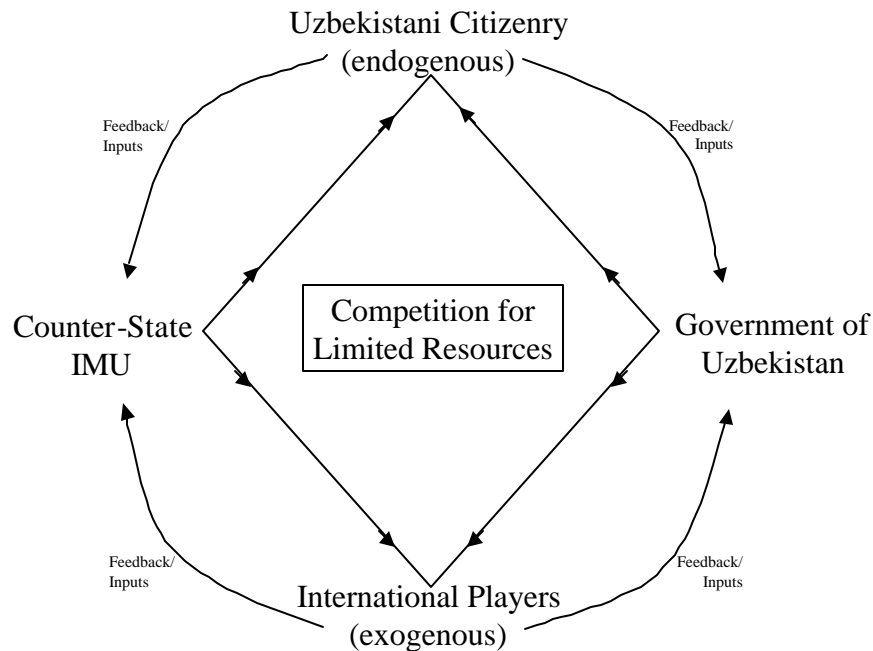 Uzbekistani Citizenry
(endogenous)
Feedback/
Inputs
Feedback/
Inputs
Counter-State
IMU
Competition for
Limited Resources
Government of
Uzbekistan
Feedback/
Inputs
Feedback/
Inputs
International Players
(exogenous)